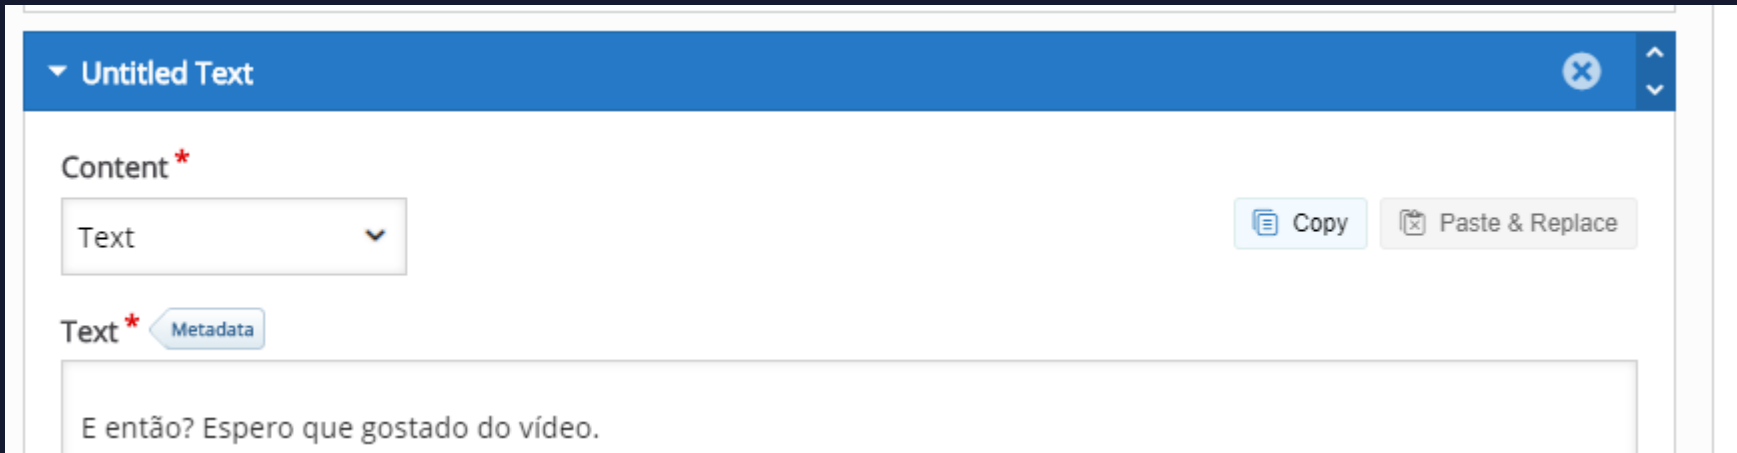 Untitled Text
Content *
Text
Copy
Paste & Replace
Text *
Metadata
E então? Espero que gostado do vídeo.